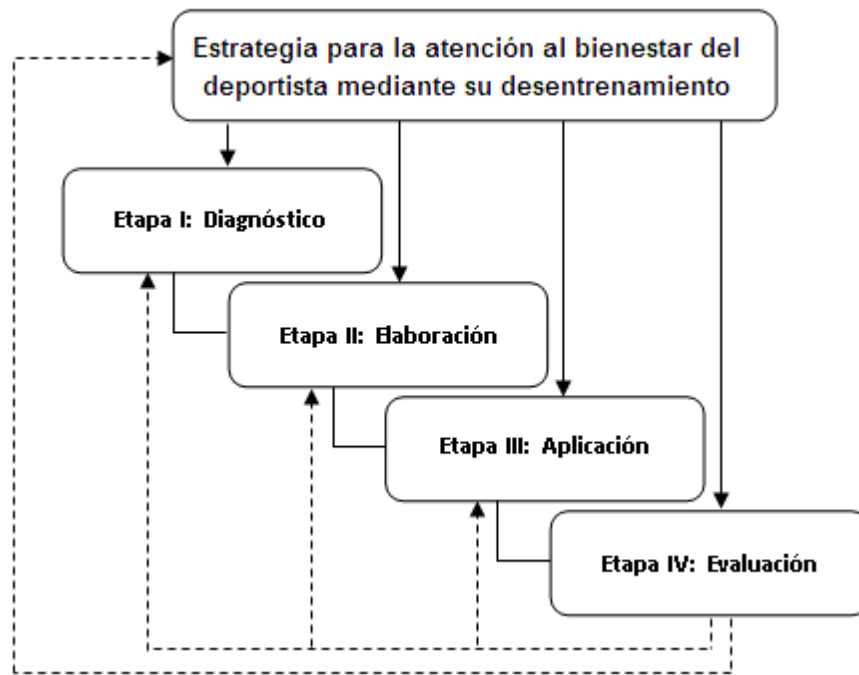 Estrategia para la atención al bienestar del
deportista mediante su desentrenamiento
Etapa I: Diagnóstico
Etapa II: Elaboración
Etapa III: Aplicación
Etapa IV: Evaluación